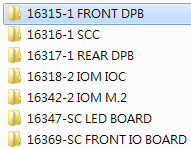 16315-1 FRONT DPB
16316-1 SCC
16317-1 REAR DPB
16318-2 IOM IOC
16342-2 IOM M.2
16347-SC LED BOARD
16369-SC FRONT IO BOARD